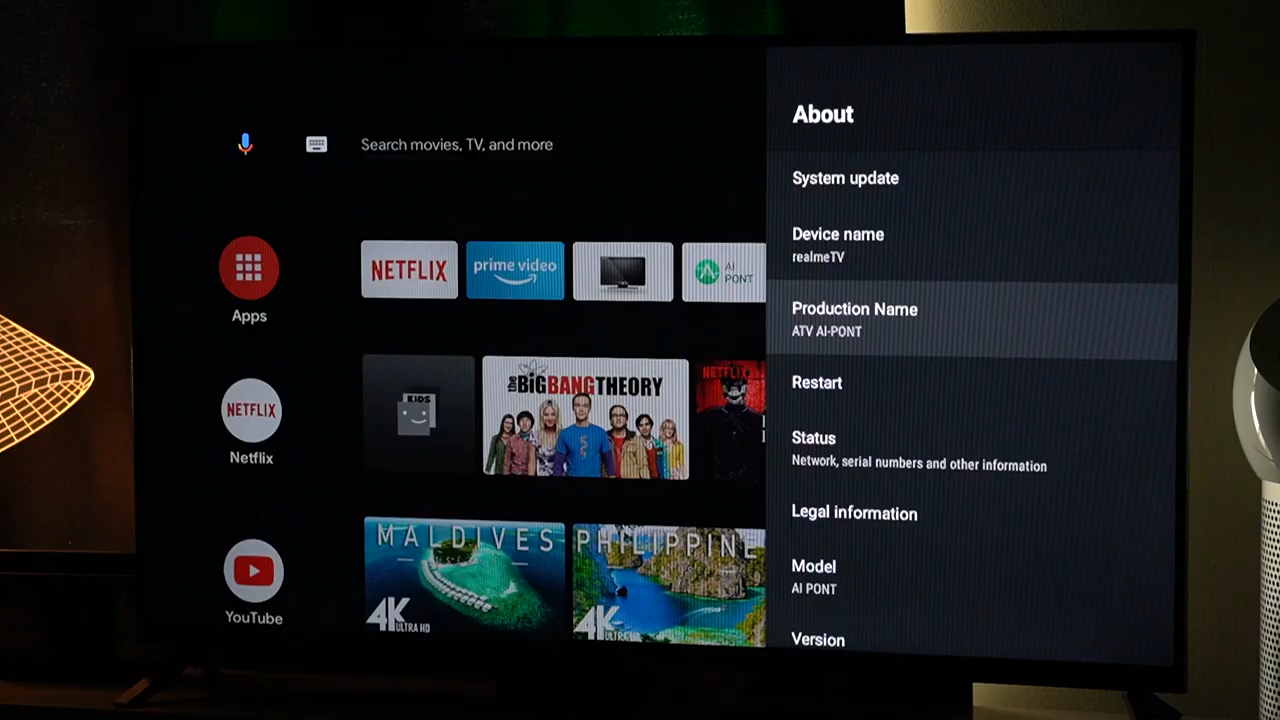 Search movies, TV, and more
Apps
NETFLIX
prime video
AI
PONT
NETFLIX
Netflix
KIDS
the BIG BANG THEORY
NETFLIX
YouTube
MALDIVES
4K ULTRA HD
PHILIPPINE
4K ULTRA
About
System update
Device name
realmeTV
Production Name
ATV AI-PONT
Restart
Status
Network, serial numbers and other information
Legal information
Model
AI PONT
Version